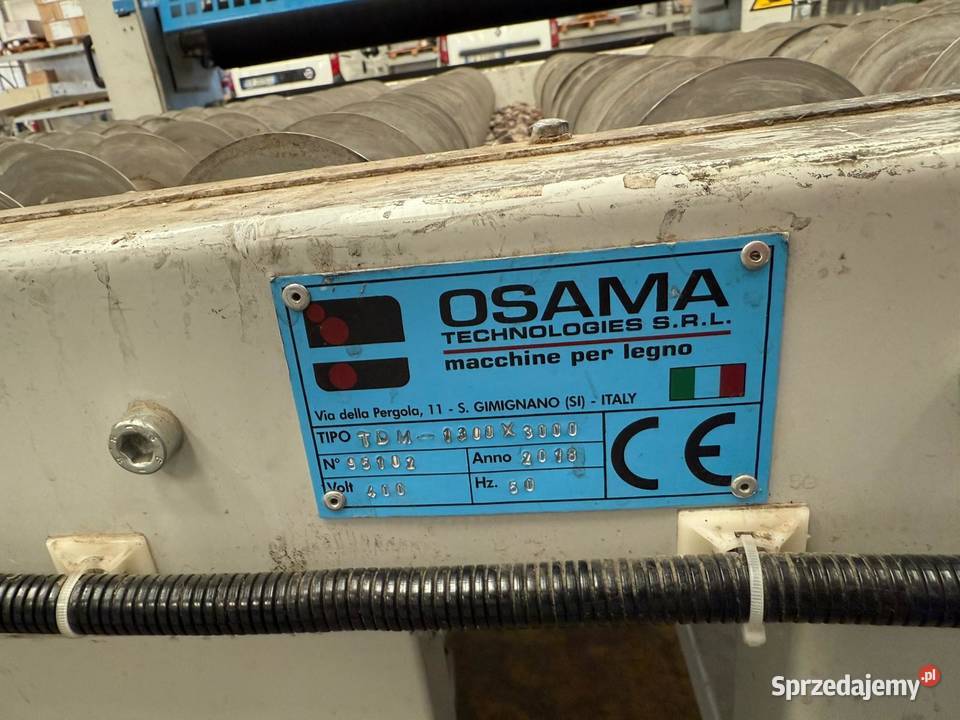 OSAMA
TECHNOLOGIES S.R.L.
macchine per legno
Via della Pergola, 11 - S. GIMIGNANO (SI) - ITALY
TIPO TDM-1300X3000
N° 95102 Anno 2018
Volt 400 Hz. 50
CE
Sprzedajemy.pl